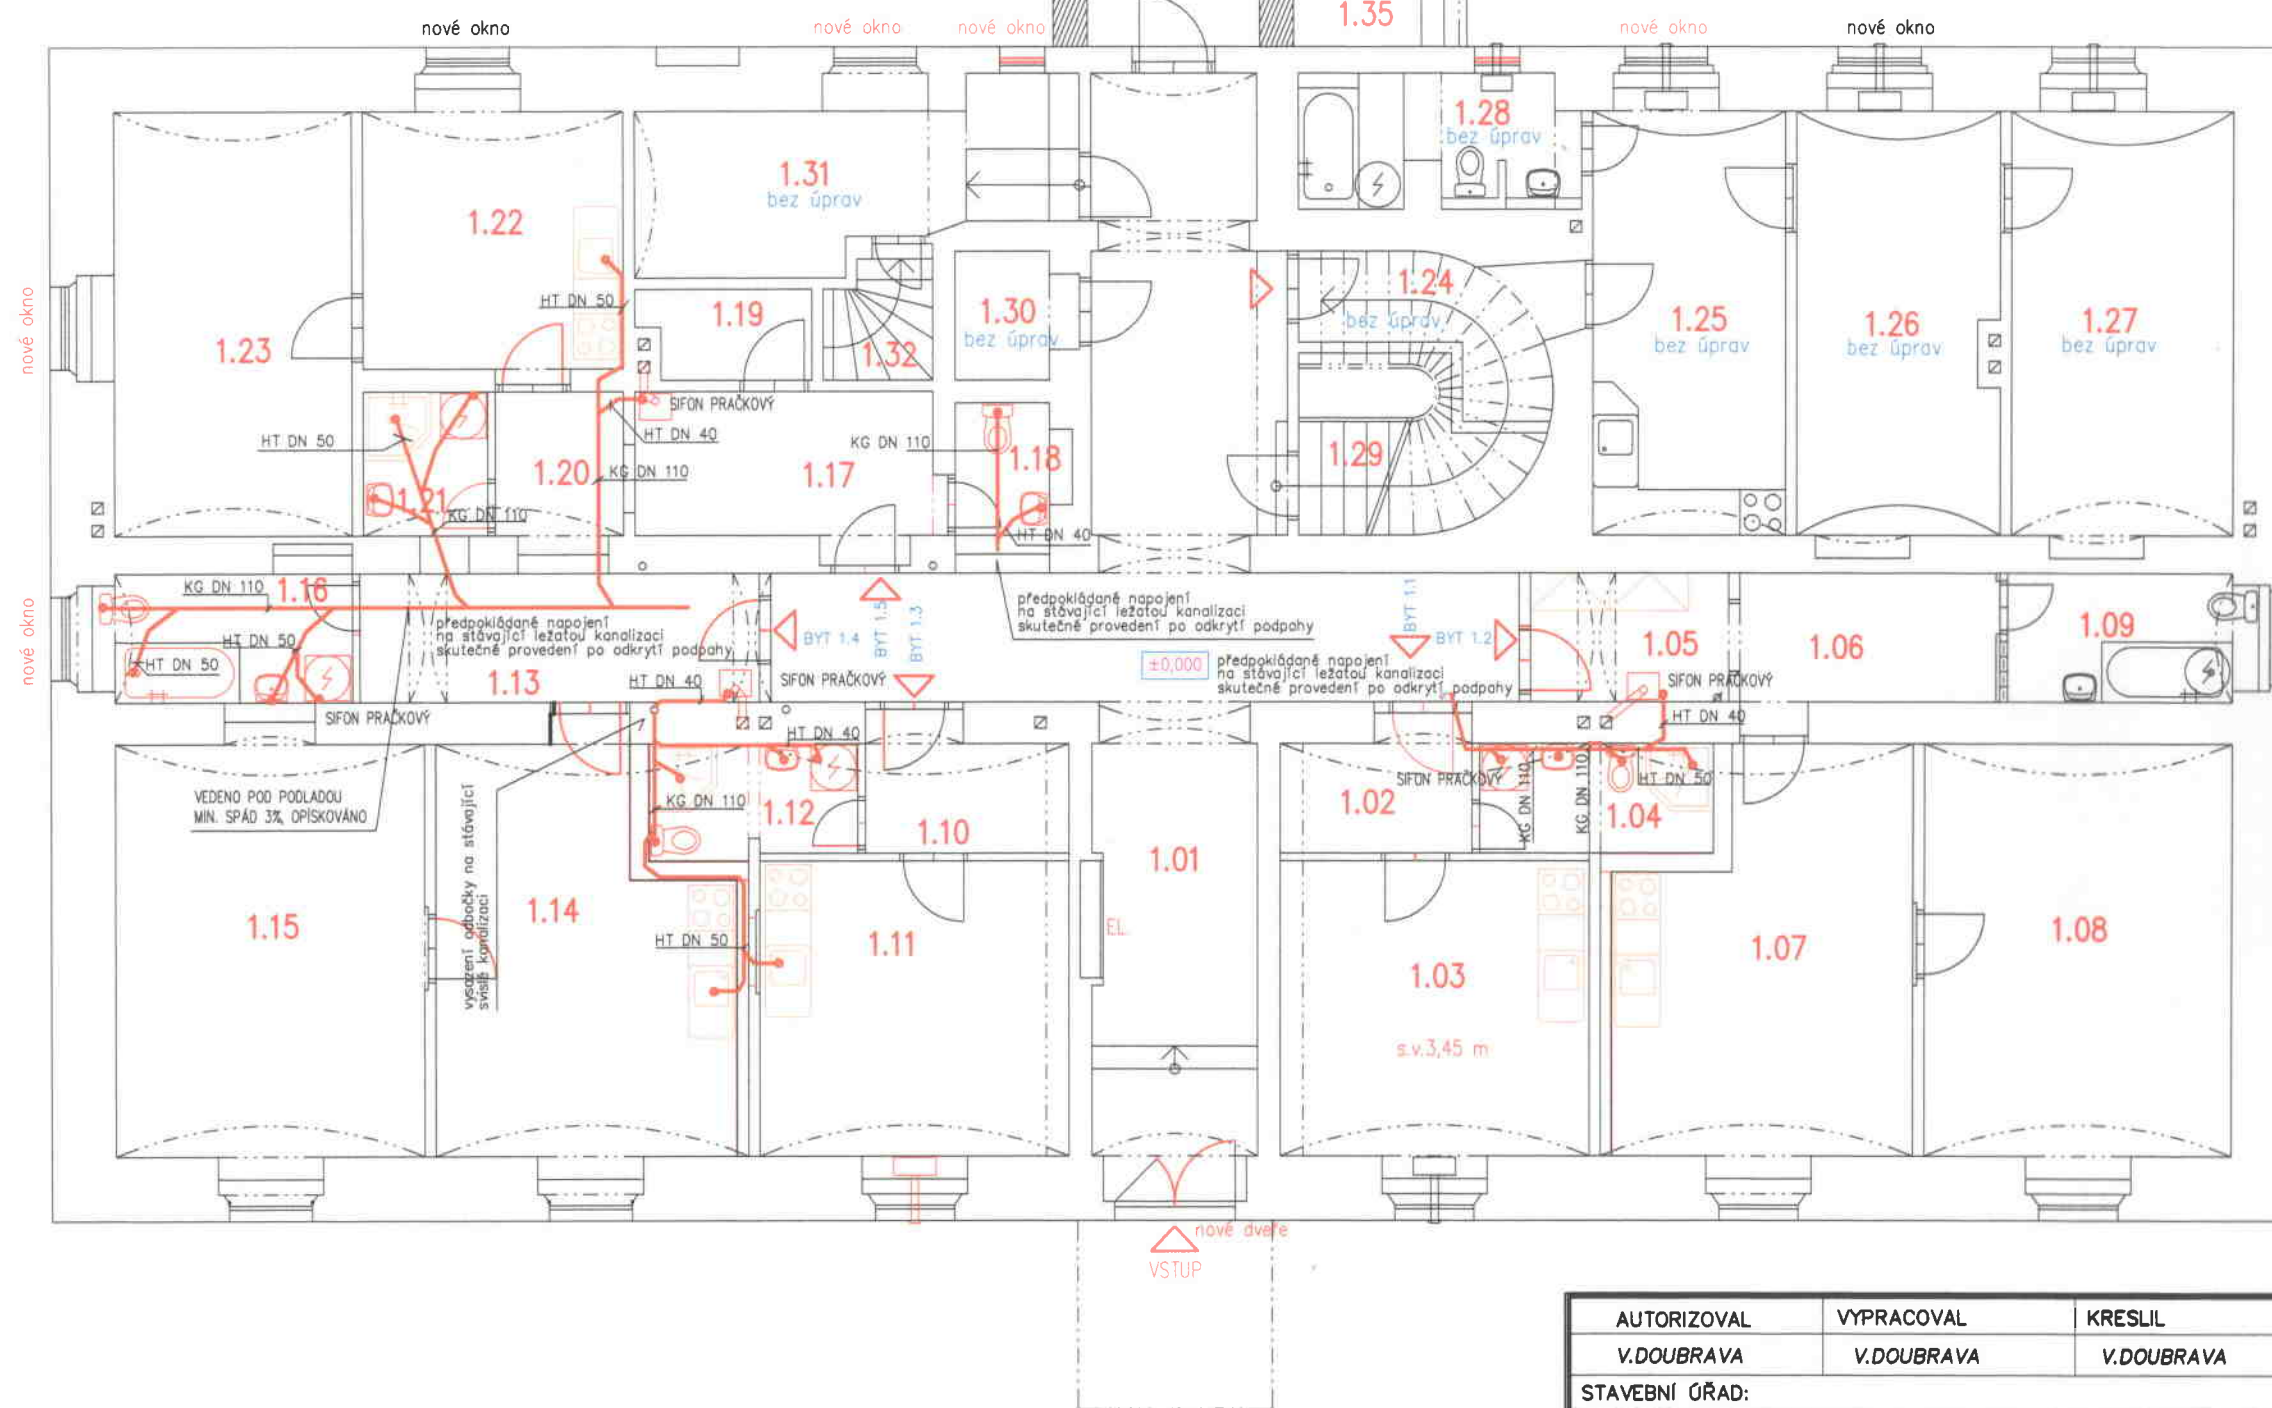 1.35
nové okno
nové okno
nové okno
nové okno
nové okno
1.28
bez úprav
1.31
bez úprav
1.22
HT DN 50
1.19
1.30
bez úprav
1.24
bez úprav
1.25
bez úprav
1.26
bez úprav
1.27
bez úprav
nové okno
1.23
1.32
SIFON PRAČKOVÝ
HT DN 50
HT DN 40
KG DN 110
1.20
KG DN 110
1.17
1.18
1.29
1.21
KG DN 110
HT DN 40
nové okno
KG DN 110
1.16
HT DN 50
HT DN 50
předpokládané napojení
na stávající ležatou kanalizaci
skutečné provedení po odkrytí podpahy
1.13
BYT 1.4
BYT 1.5
BYT 1.3
předpokládané napojení
na stávající ležatou kanalizaci
skutečné provedení po odkrytí podpahy
±0,000
předpokládané napojení
na stávající ležatou kanalizaci
skutečné provedení po odkrytí podpahy
BYT 1.1
BYT 1.2
1.05
1.06
1.09
SIFON PRAČKOVÝ
HT DN 40
SIFON PRAČKOVÝ
SIFON PRAČKOVÝ
HT DN 40
HT DN 40
VEDENO POD PODLADOU
MIN. SPÁD 3%, OPÍSKOVÁNO
vysazení odbočky na stávající
svislé kanalizaci
KG DN 110
1.12
1.10
1.02
SIFON PRAČKOVÝ
KG DN 110
KG DN 110
HT DN 50
1.04
1.01
1.15
1.14
HT DN 50
1.11
EL.
1.03
s.v.3,45 m
1.07
1.08
nové dveře
VSTUP
AUTORIZOVAL
VYPRACOVAL
KRESLIL
V.DOUBRAVA
V.DOUBRAVA
V.DOUBRAVA
STAVEBNÍ ÚŘAD: